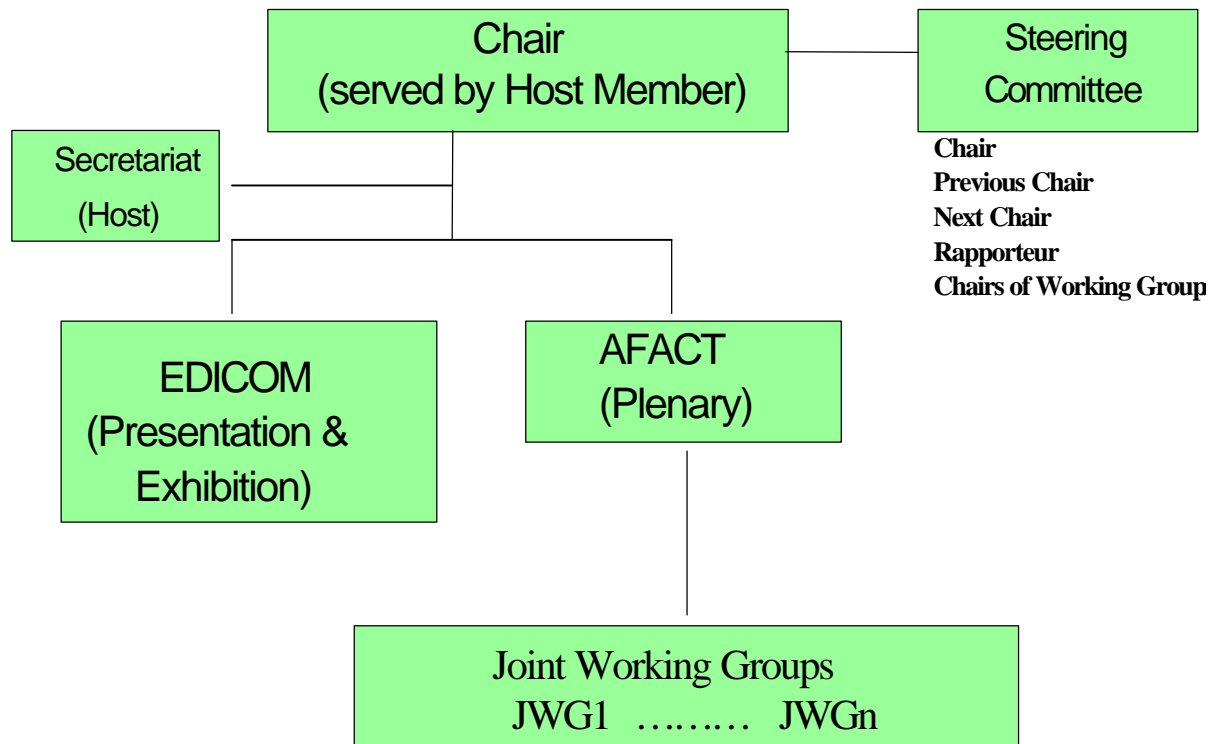 Chair
(served by Host Member)
Steering
Committee
Chair
Previous Chair
Next Chair
Rapporteur
Chairs of Working Group
Secretariat
(Host)
EDICOM
(Presentation &
Exhibition)
AFACT
(Plenary)
Joint Working Groups
JWG1 ……… JWGn